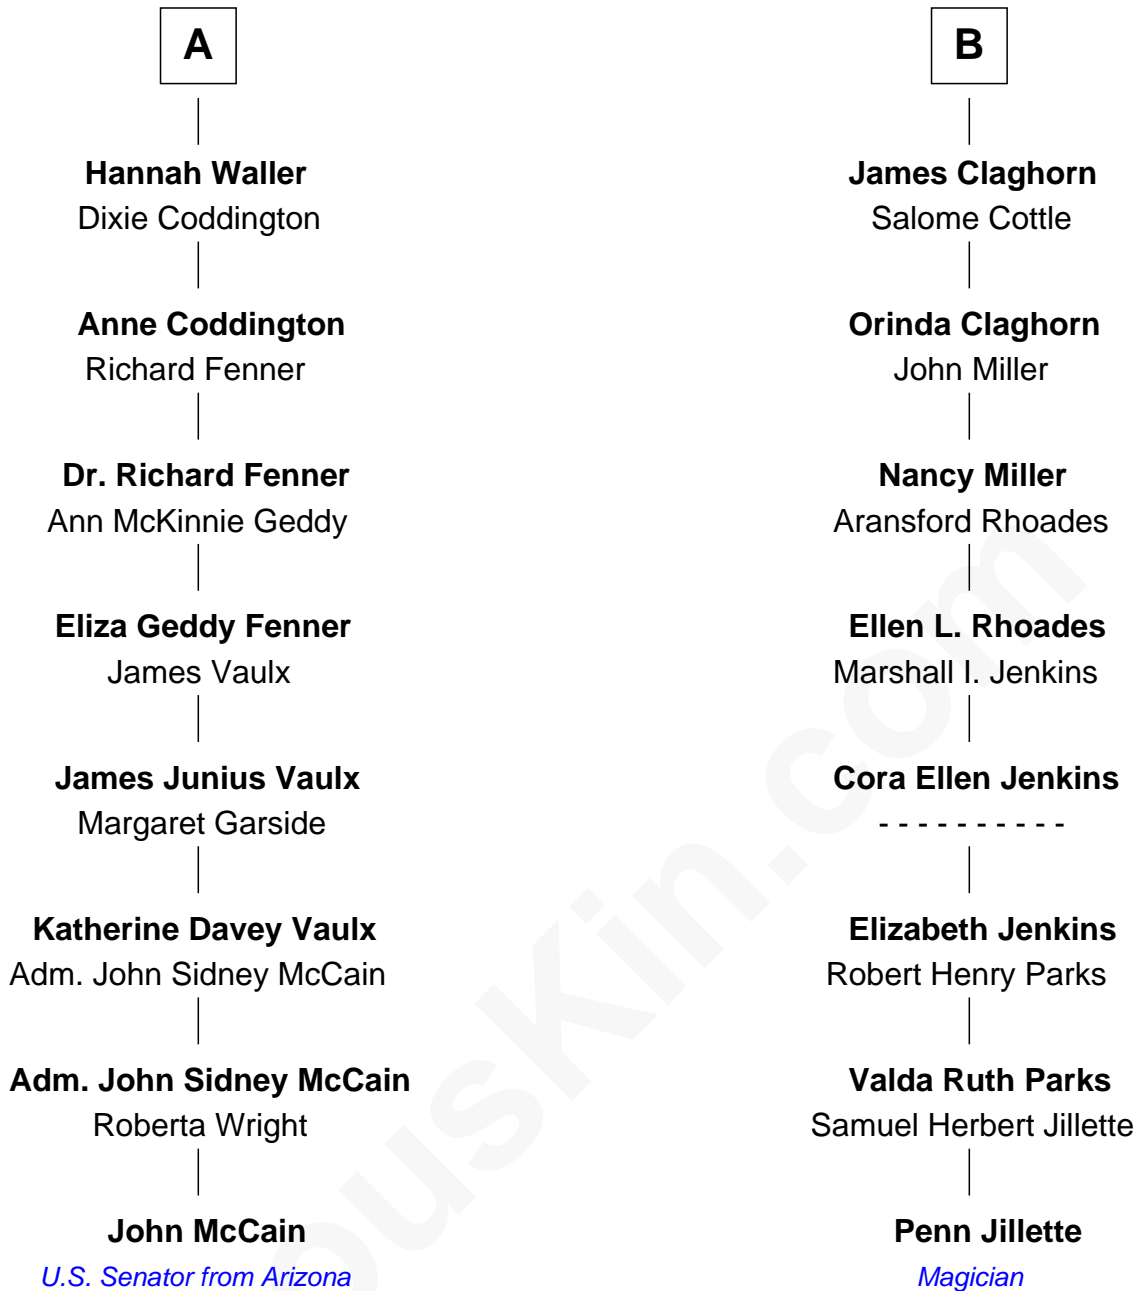 A
Hannah Waller
Dixie Coddington
Anne Coddington
Richard Fenner
Dr. Richard Fenner
Ann McKinnie Geddy
Eliza Geddy Fenner
James Vaulx
James Junius Vaulx
Margaret Garside
Katherine Davey Vaulx
Adm. John Sidney McCain
Adm. John Sidney McCain
Roberta Wright
John McCain
U.S. Senator from Arizona
B
James Claghorn
Salome Cottle
Orinda Claghorn
John Miller
Nancy Miller
Aransford Rhoades
Ellen L. Rhoades
Marshall I. Jenkins
Cora Ellen Jenkins
- - - - - - - - - -
Elizabeth Jenkins
Robert Henry Parks
Valda Ruth Parks
Samuel Herbert Jillette
Penn Jillette
Magician
ousKin.com